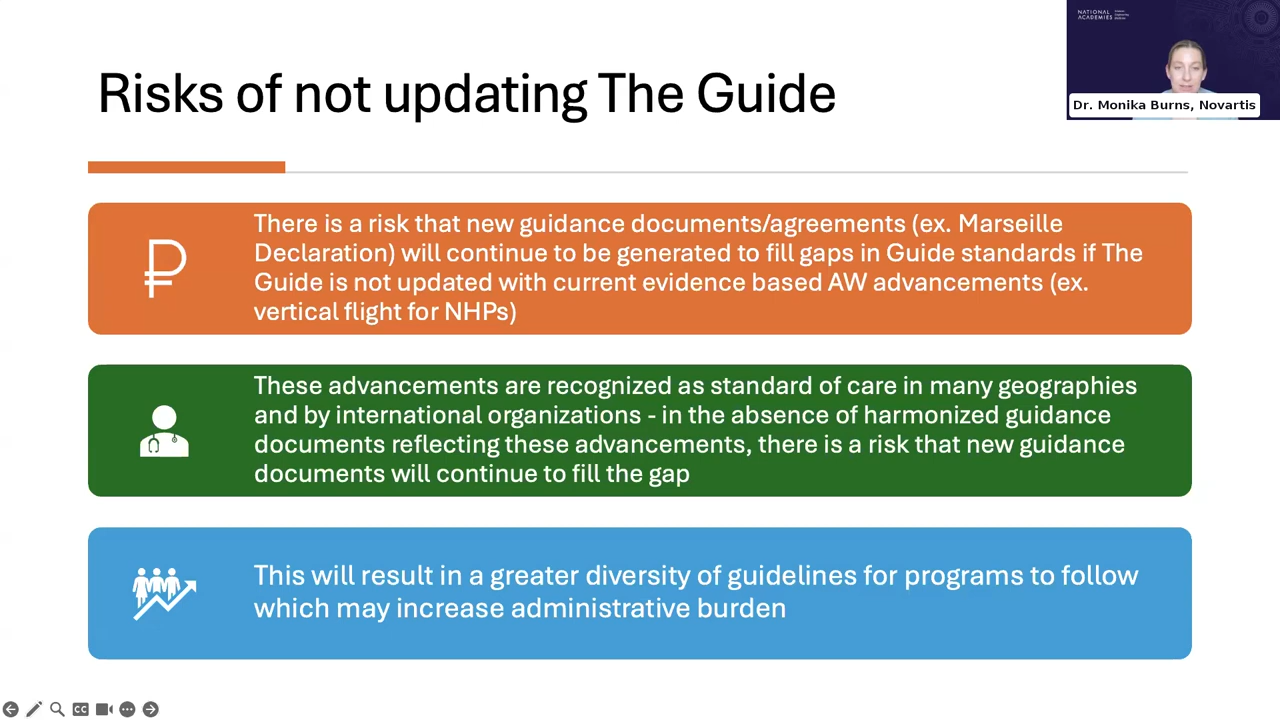 NATIONAL
ACADEMIES
Risks of not updating The Guide
Dr. Monika Burns, Novartis
There is a risk that new guidance documents/agreements (ex. Marseille
Declaration) will continue to be generated to fill gaps in Guide standards if The
Guide is not updated with current evidence based AW advancements (ex.
vertical flight for NHPs)
These advancements are recognized as standard of care in many geographies
and by international organizations - in the absence of harmonized guidance
documents reflecting these advancements, there is a risk that new guidance
documents will continue to fill the gap
This will result in a greater diversity of guidelines for programs to follow
which may increase administrative burden
CC